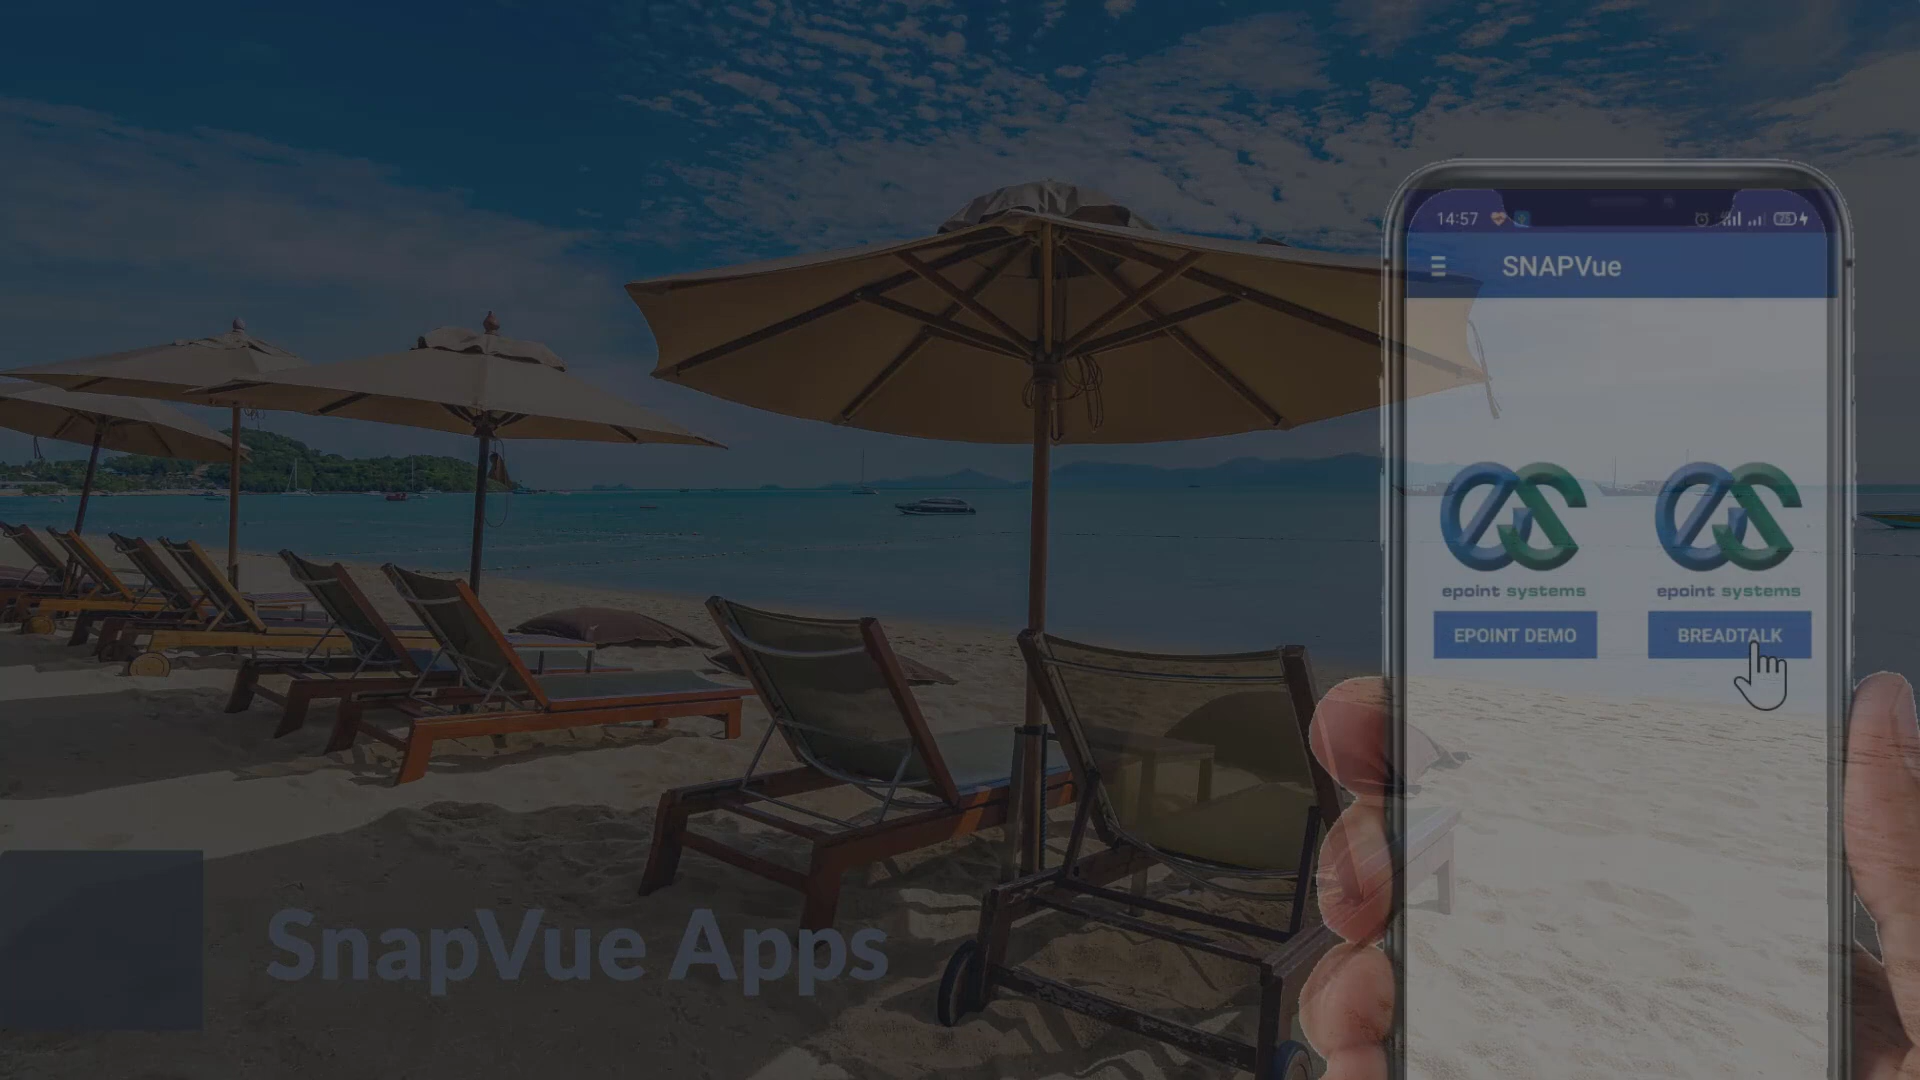 14:57
SNAPVue
epoint systems
epoint systems
EPOINT DEMO
BREADTALK
SnapVue Apps